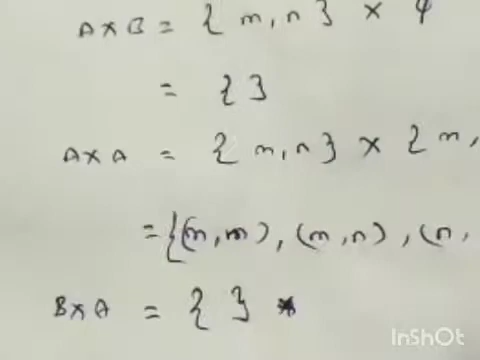 A×B = { m, n } × φ
= { }
A×A = { m, n } × { m,
= {(m, m), (m, n), (n,
B×A = { }
InShot